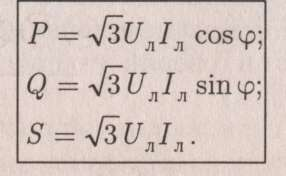 P = √3 U_л I_л cos φ;
Q = √3 U_л I_л sin φ;
S = √3 U_л I_л .